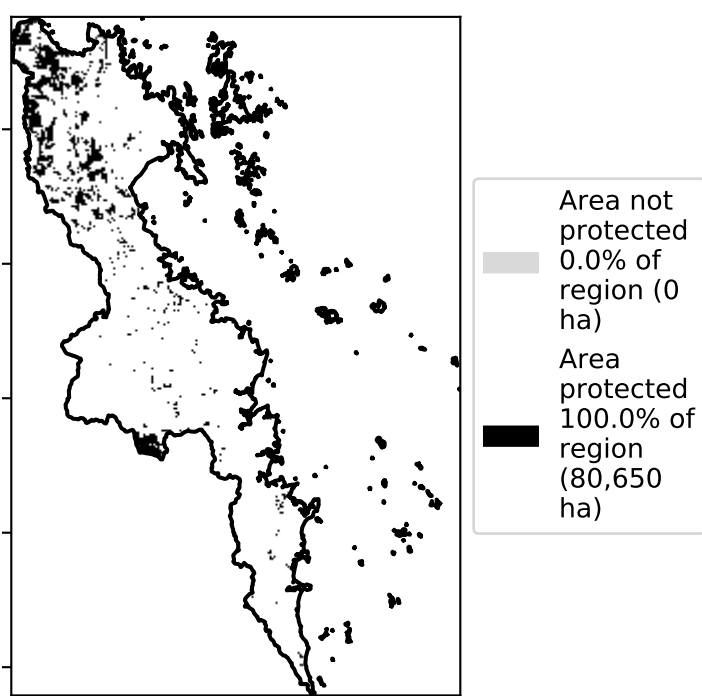 Area not
protected
0.0% of
region (0
ha)
Area
protected
100.0% of
region
(80,650
ha)